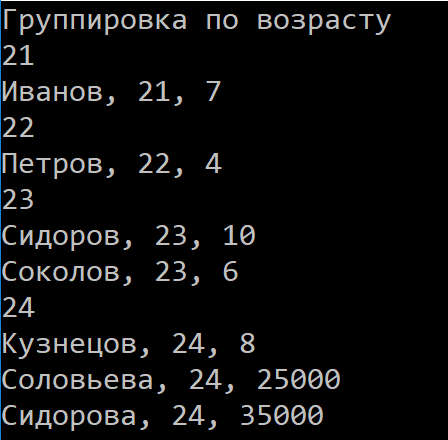 Группировка по возрасту
21
Иванов, 21, 7
22
Петров, 22, 4
23
Сидоров, 23, 10
Соколов, 23, 6
24
Кузнецов, 24, 8
Соловьева, 24, 25000
Сидорова, 24, 35000